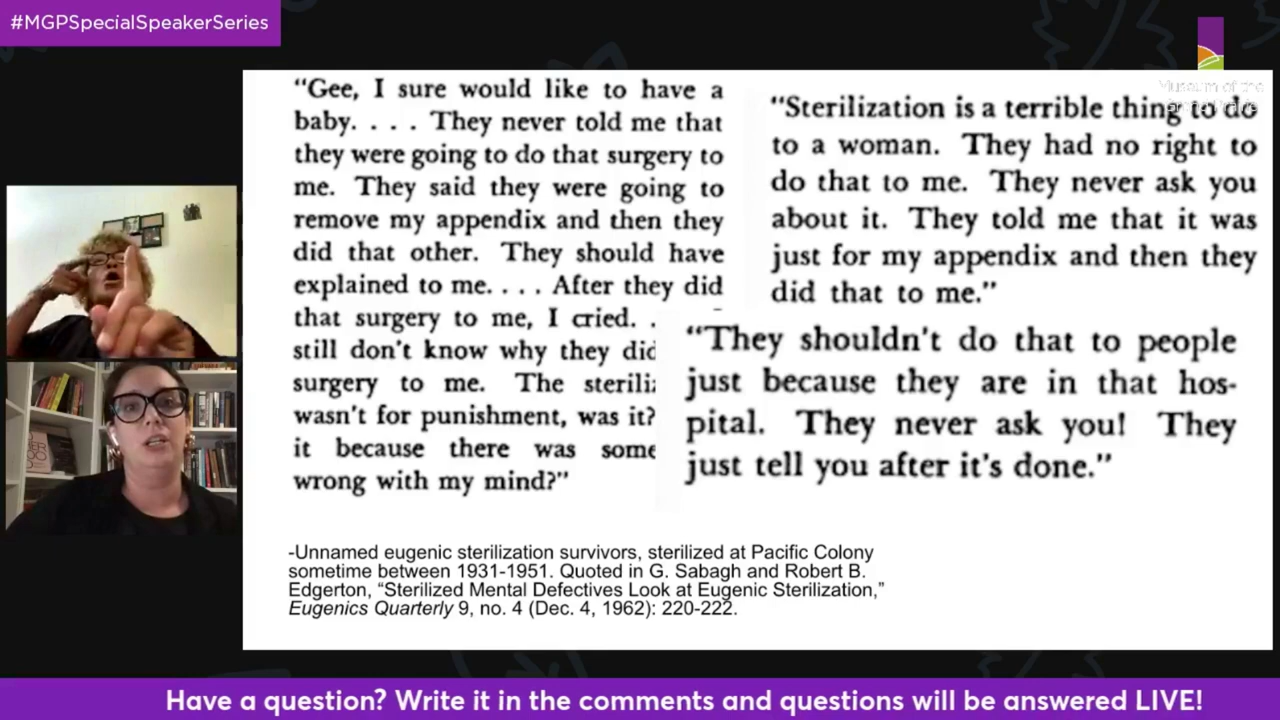 #MGPSpecialSpeakerSeries
Museum of the
Grand Prairie
“Gee, I sure would like to have a
baby. . . . They never told me that
they were going to do that surgery to
me. They said they were going to
remove my appendix and then they
did that other. They should have
explained to me. . . . After they did
that surgery to me, I cried. .
still don’t know why they did
surgery to me. The
wasn’t for punishment, was it?
it because there was some
wrong with my mind?”
“Sterilization is a terrible thing to do
to a woman. They had no right to
do that to me. They never ask you
about it. They told me that it was
just for my appendix and then they
did that to me.”
“They shouldn’t do that to people
just because they are in that hos-
pital. They never ask you! They
just tell you after it’s done.”
-Unnamed eugenic sterilization survivors, sterilized at Pacific Colony
sometime between 1931-1951. Quoted in G. Sabagh and Robert B.
Edgerton, “Sterilized Mental Defectives Look at Eugenic Sterilization,”
Eugenics Quarterly 9, no. 4 (Dec. 4, 1962): 220-222.
Have a question? Write it in the comments and questions will be answered LIVE!